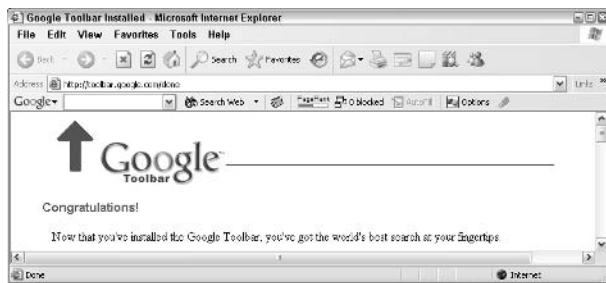 Google Toolbar Installed - Microsoft Internet Explorer
File Edit View Favorites Tools Help
Back Search Favorites
Address http://toolbar.google.com/done Links »
Google Search Web PageRank 0 blocked AutoFill Options
Google™
Toolbar
Congratulations!
Now that you've installed the Google Toolbar, you've got the world's best search at your fingertips.
Done Internet